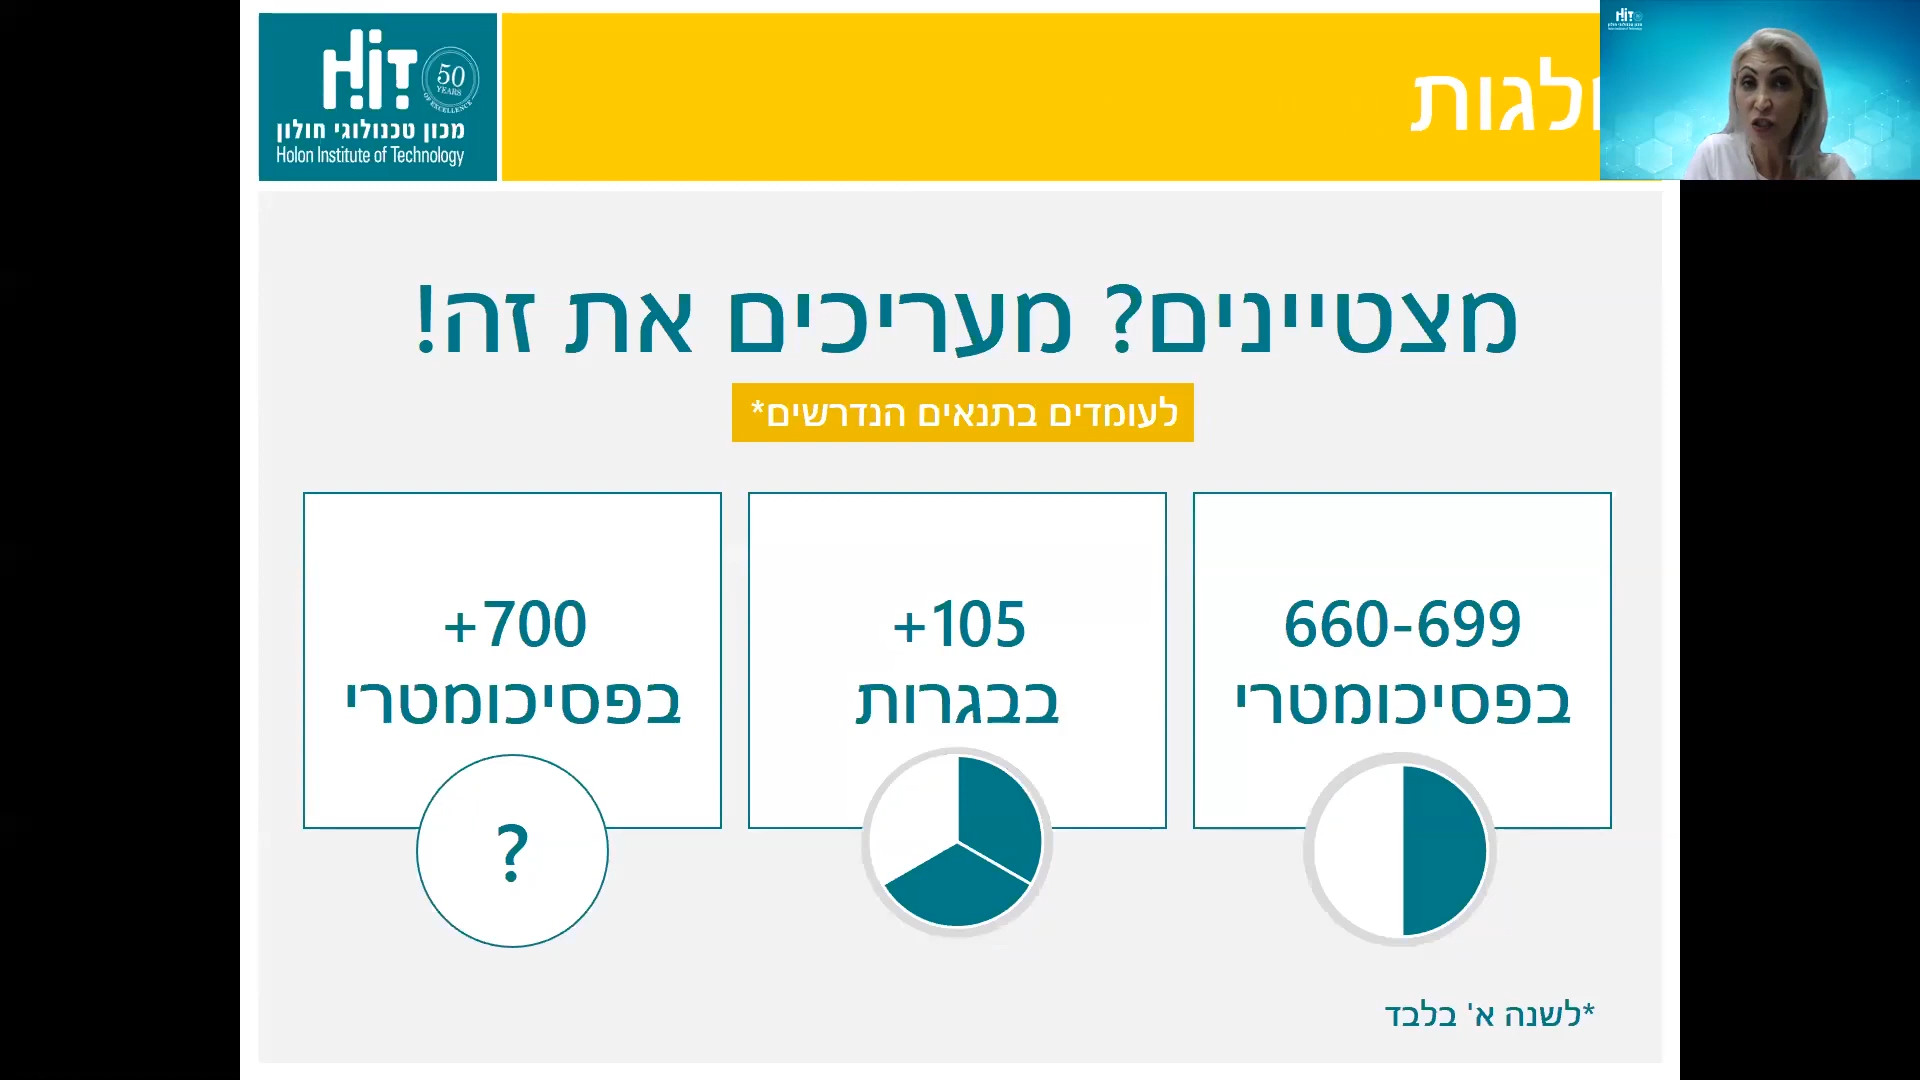 HiT
50
YEARS
OF EXCELLENCE
מכון טכנולוגי חולון
Holon Institute of Technology
לגות
HiT
מצטיינים? מעריכים את זה!
לעומדים בתנאים הנדרשים*
660-699
בפסיכומטרי
105+
בבגרות
700+
בפסיכומטרי
?
*לשנה א' בלבד